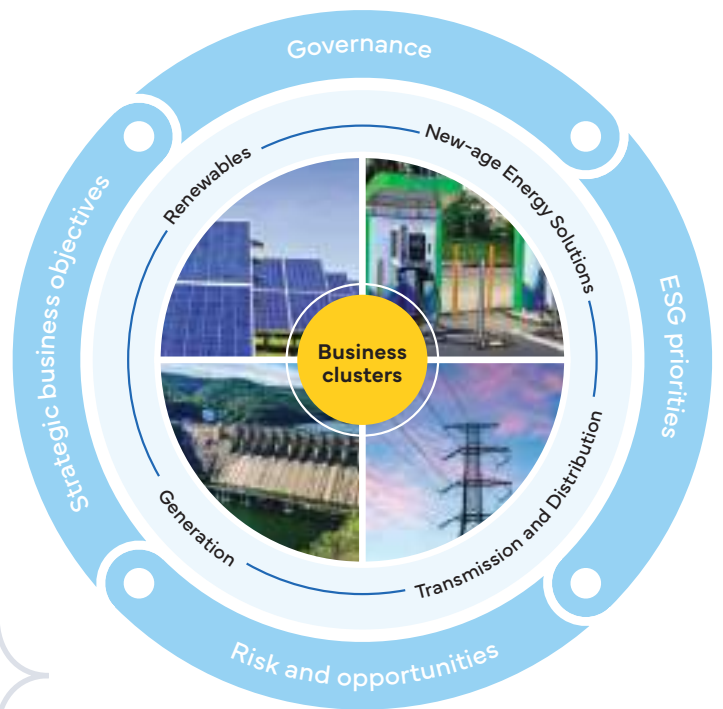 Governance
New-age Energy Solutions
Renewables
Strategic business objectives
ESG priorities
Business
clusters
Generation
Transmission and Distribution
Risk and opportunities